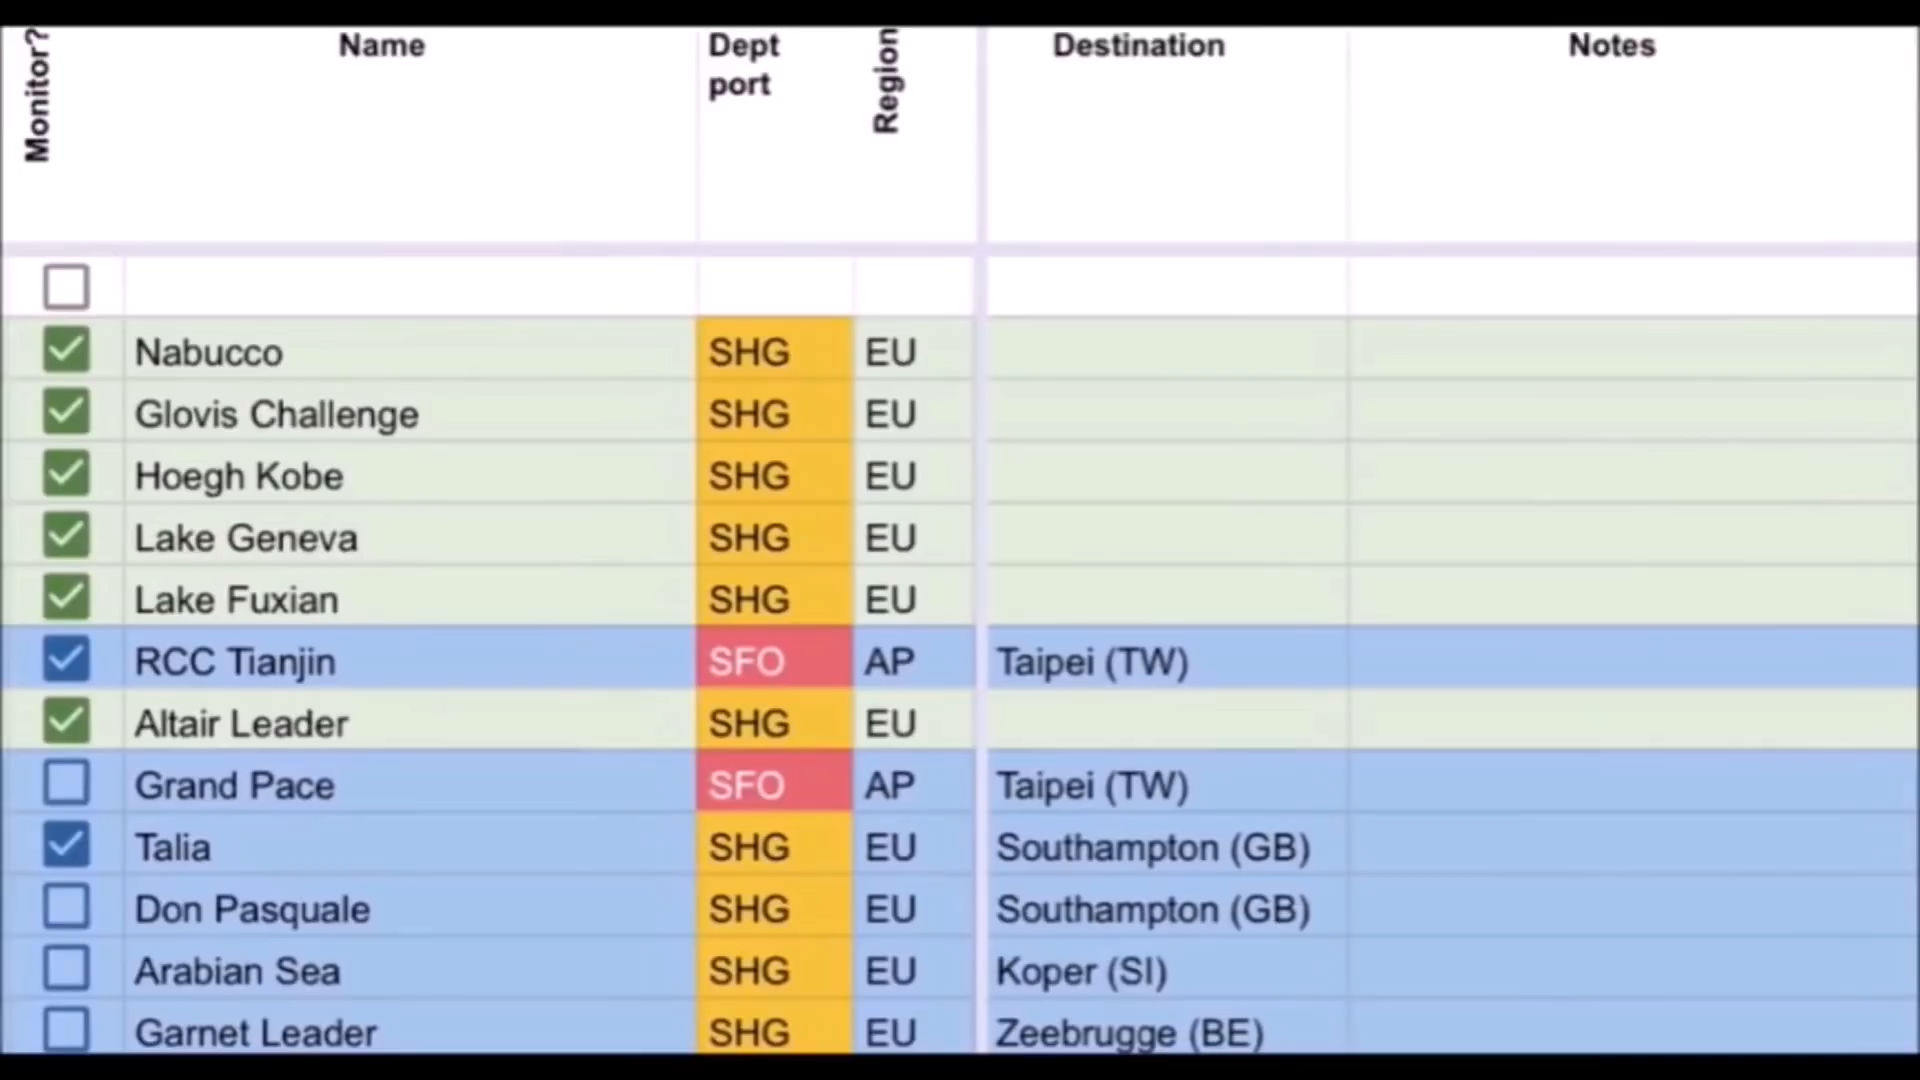 Monitor? Name Dept port Region Destination Notes
Nabucco SHG EU
Glovis Challenge SHG EU
Hoegh Kobe SHG EU
Lake Geneva SHG EU
Lake Fuxian SHG EU
RCC Tianjin SFO AP Taipei (TW)
Altair Leader SHG EU
Grand Pace SFO AP Taipei (TW)
Talia SHG EU Southampton (GB)
Don Pasquale SHG EU Southampton (GB)
Arabian Sea SHG EU Koper (SI)
Garnet Leader SHG EU Zeebrugge (BE)